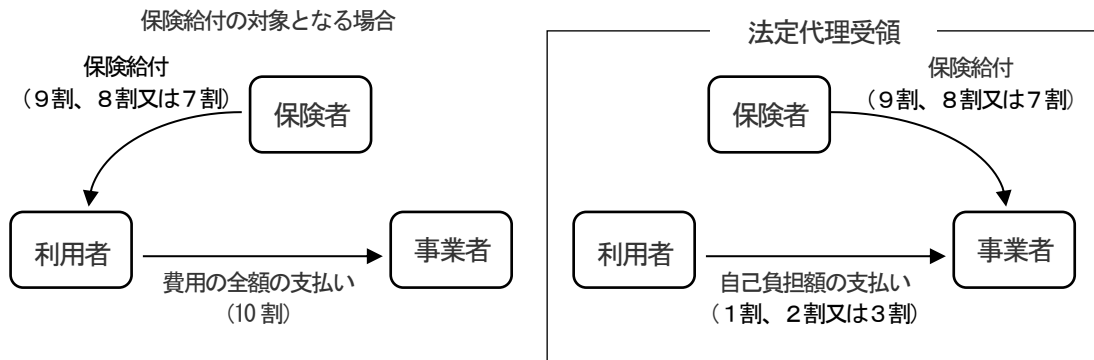 保険給付の対象となる場合
保険給付
(9割、8割又は7割)
保険者
利用者
事業者
費用の全額の支払い
(10 割)
法定代理受領
保険給付
(9割、8割又は7割)
保険者
利用者
事業者
自己負担額の支払い
(1割、2割又は3割)